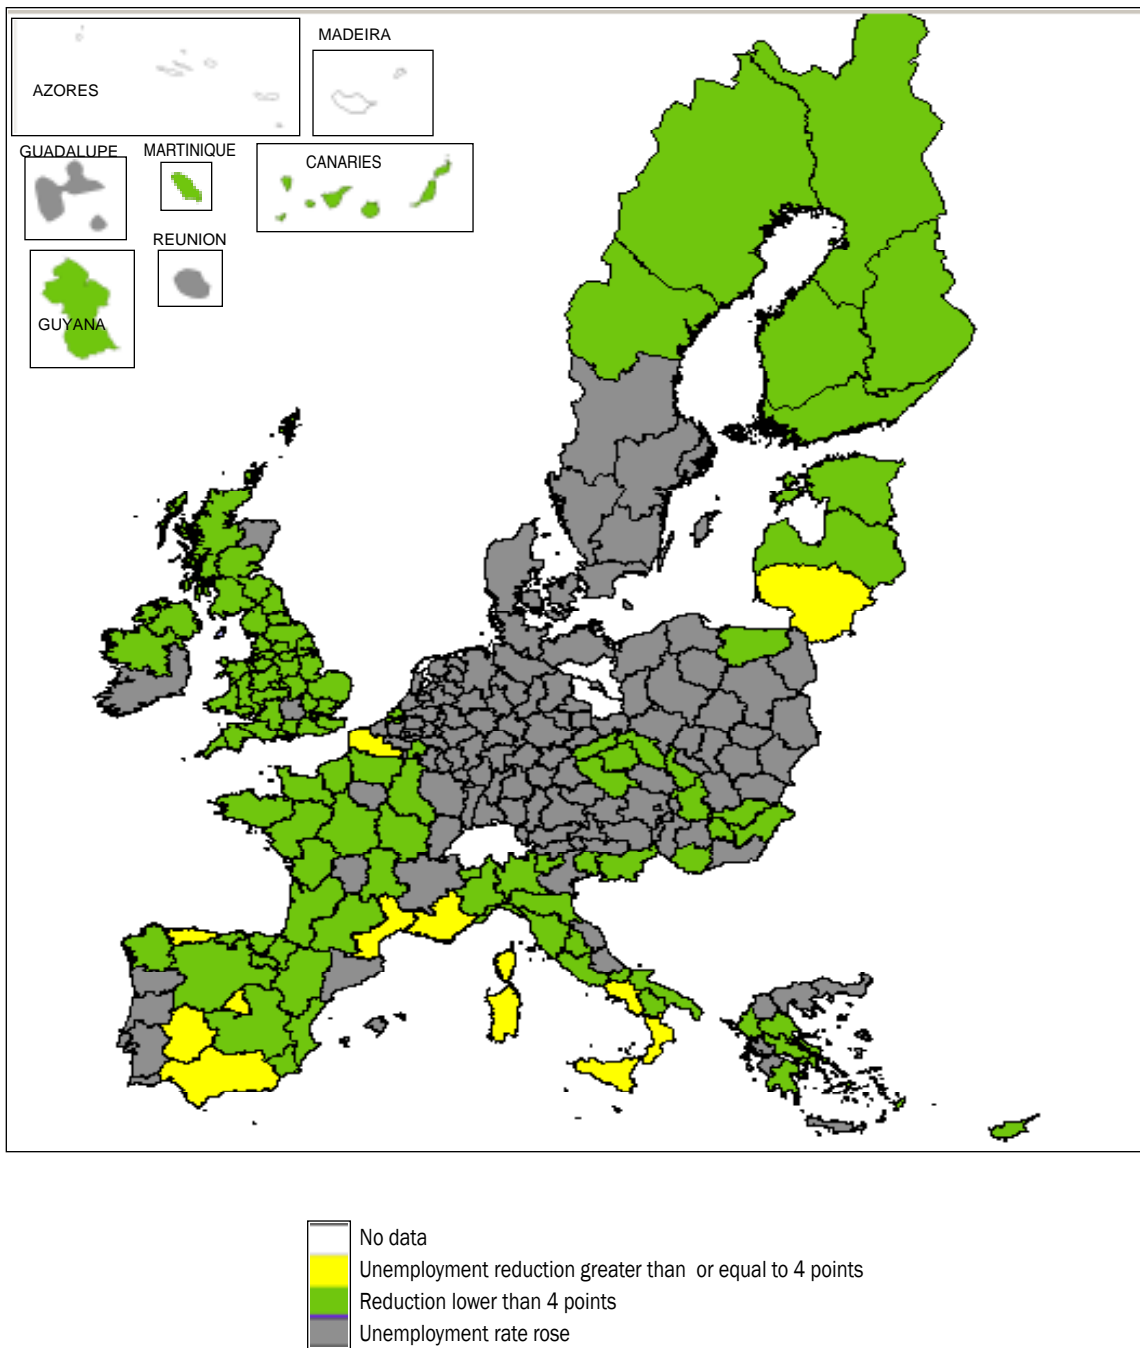 MADEIRA
AZORES
GUADALUPE
MARTINIQUE
CANARIES
REUNION
GUYANA
No data
Unemployment reduction greater than or equal to 4 points
Reduction lower than 4 points
Unemployment rate rose